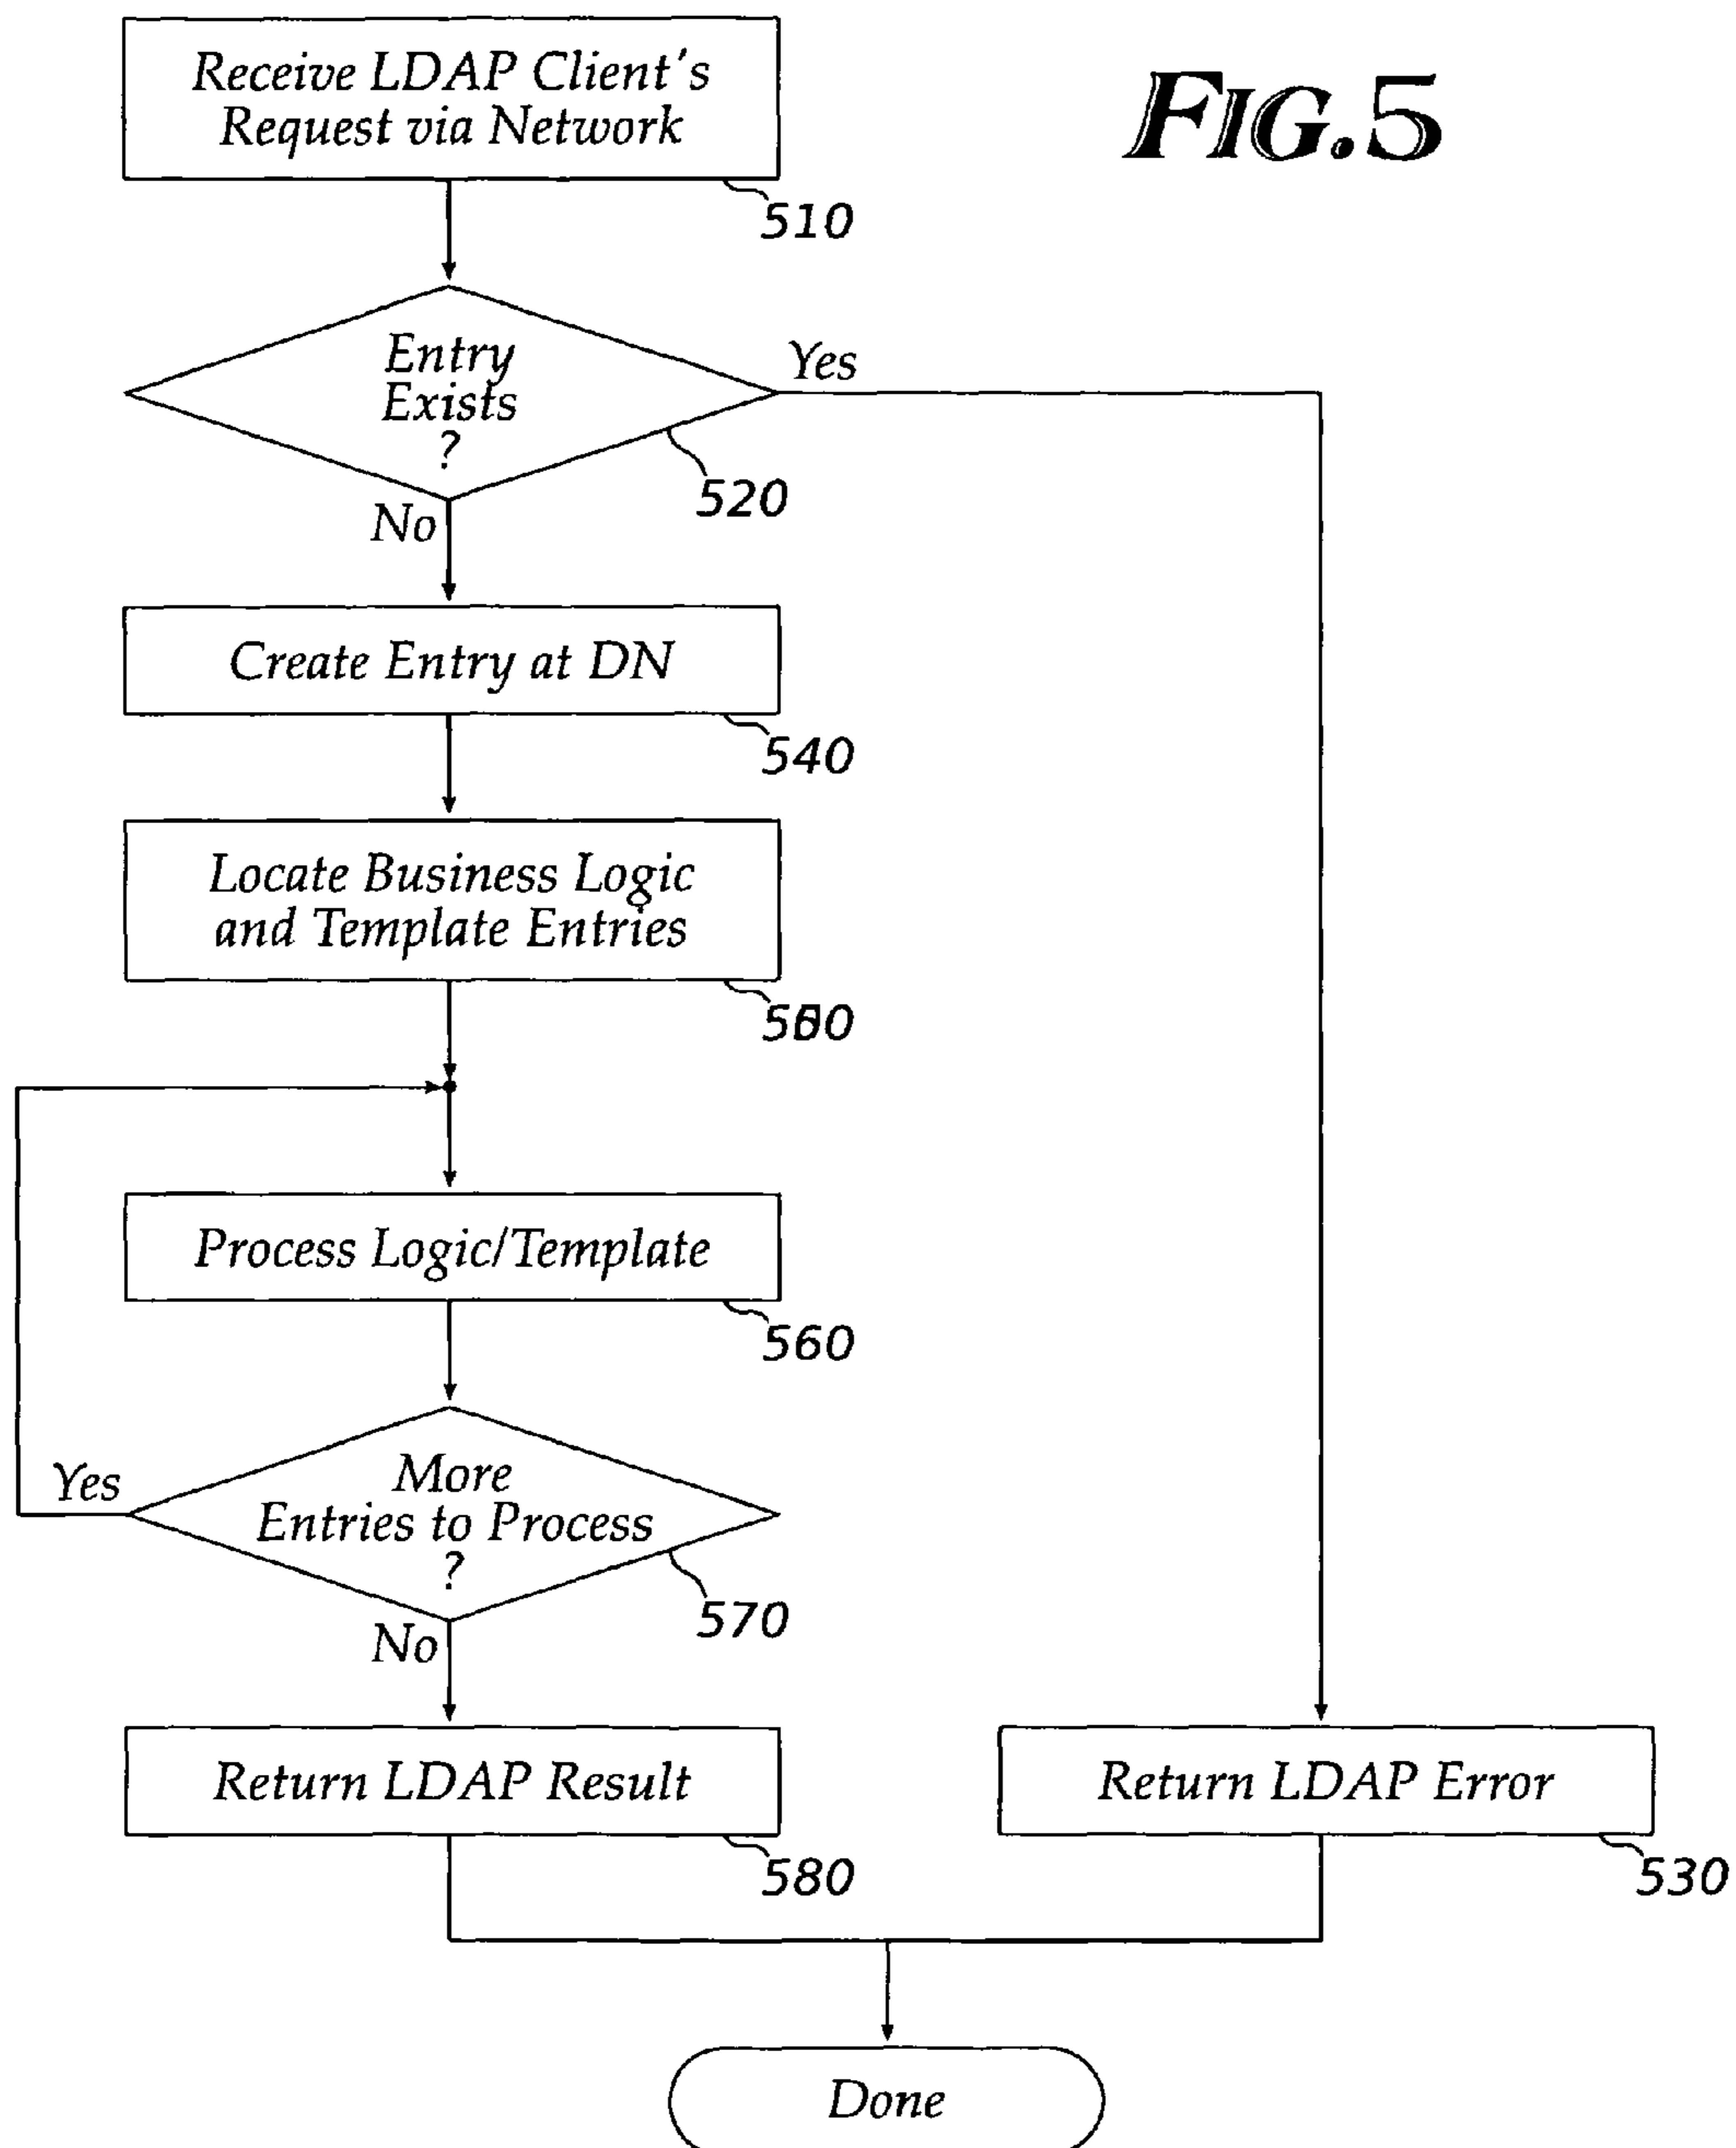 FIG.5
Receive LDAP Client's
Request via Network
510
Entry
Exists
?
Yes
520
No
Create Entry at DN
540
Locate Business Logic
and Template Entries
Process Logic/Template
560
More
Entries to Process
?
Yes
570
No
Return LDAP Result
580
Return LDAP Error
530
Done